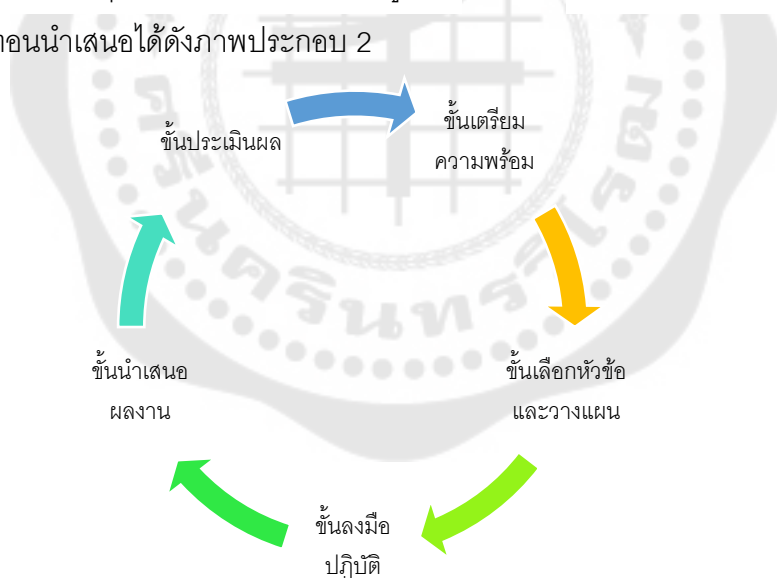 นำเสนอได้ดังภาพประกอบ 2
ขั้นประเมินผล
ขั้นเตรียม
ความพร้อม
ขั้นเลือกหัวข้อ
และวางแผน
ขั้นลงมือ
ปฏิบัติ
ขั้นนำเสนอ
ผลงาน